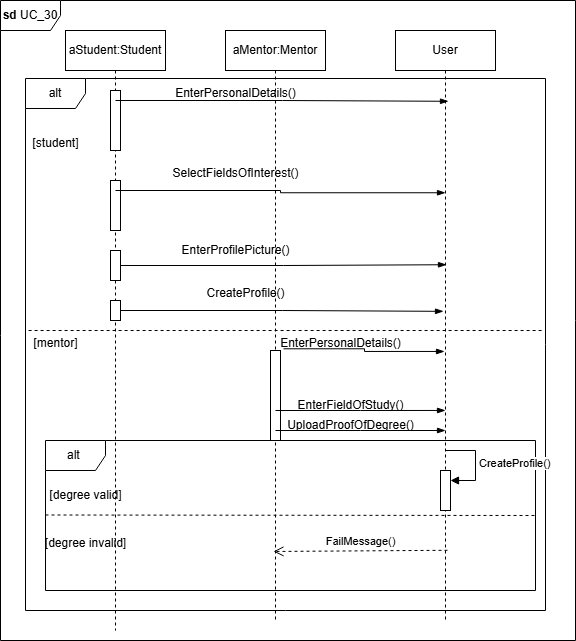 sd UC_30
aStudent:Student
aMentor:Mentor
User
alt
EnterPersonalDetails()
[student]
SelectFieldsOfInterest()
EnterProfilePicture()
CreateProfile()
[mentor]
EnterPersonalDetails()
EnterFieldOfStudy()
UploadProofOfDegree()
alt
CreateProfile()
[degree valid]
[degree invalid]
FailMessage()